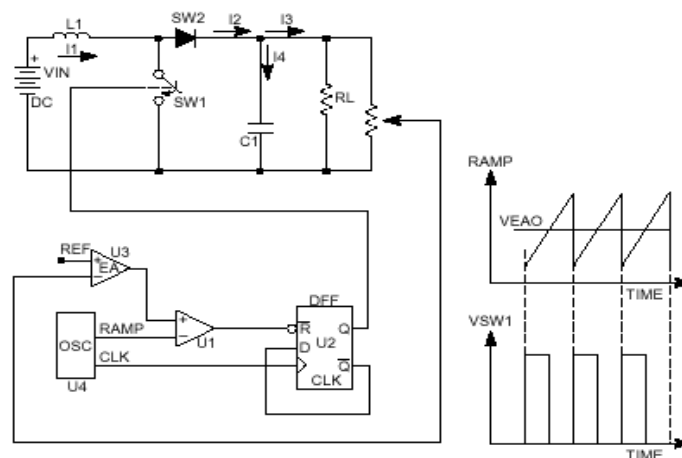 L1
I1
SW2
I2
I3
I4
+
VIN
DC
SW1
C1
RL
REF
+
−
U3
EA
OSC
RAMP
CLK
U4
+
−
U1
DFF
R̅
Q
D
U2
Q̅
CLK
RAMP
VEAO
TIME
VSW1
TIME